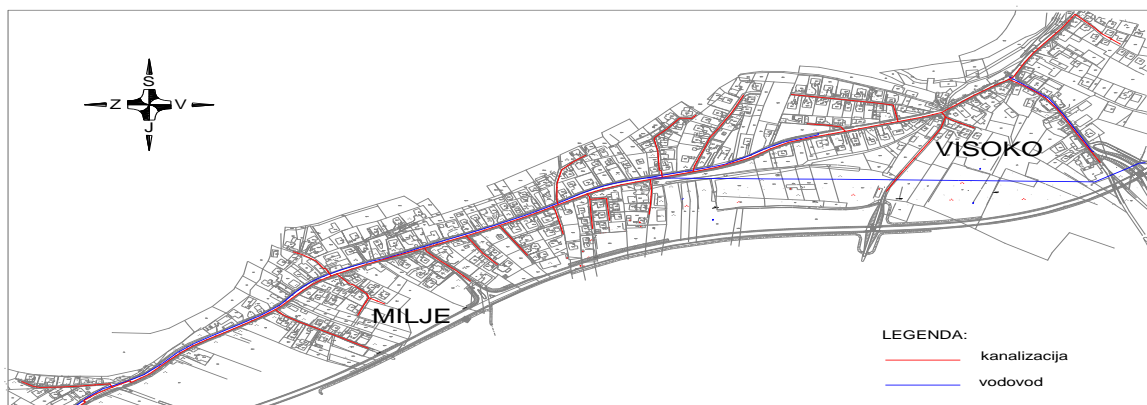 S
Z V
J
VISOKO
MILJE
LEGENDA:
kanalizacija
vodovod